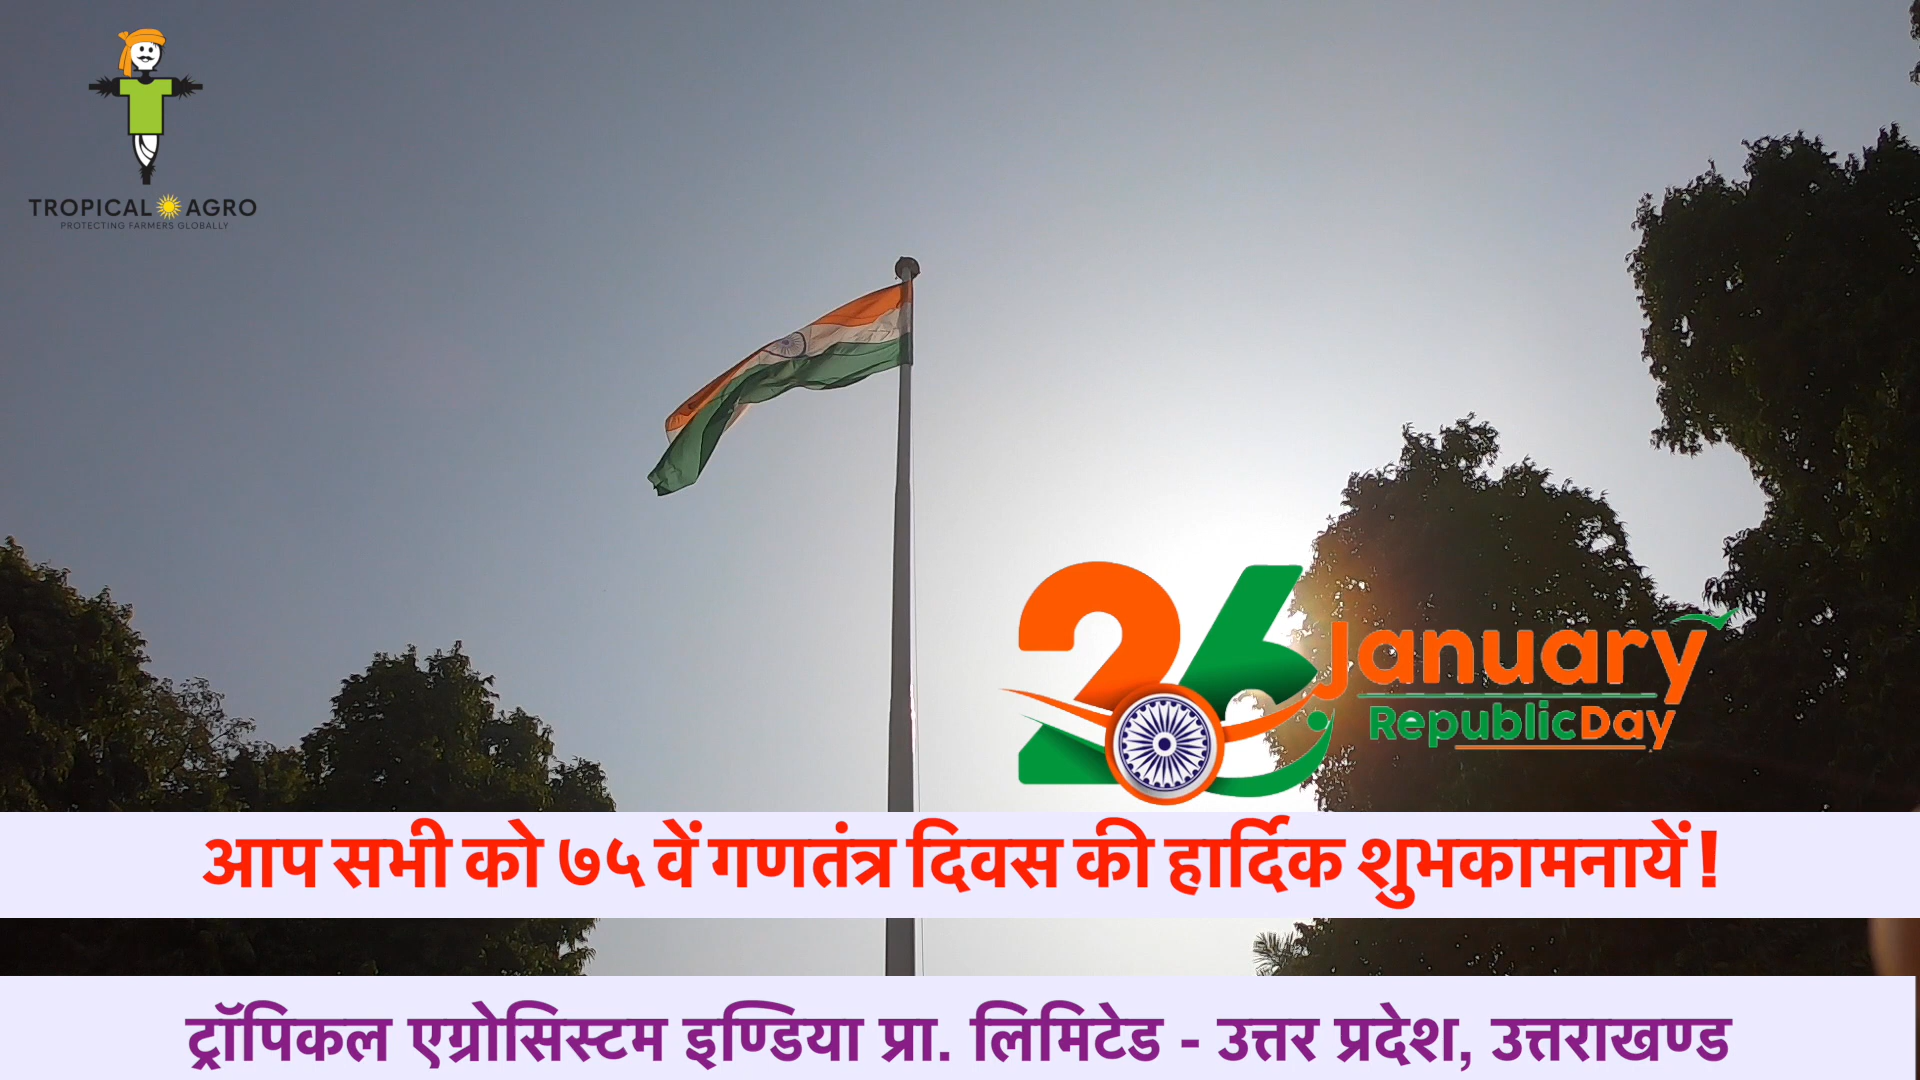 TROPICAL AGRO
PROTECTING FARMERS GLOBALLY
26 January
Republic Day
आप सभी को ७५ वें गणतंत्र दिवस की हार्दिक शुभकामनायें !
ट्रॉपिकल एग्रोसिस्टम इण्डिया प्रा. लिमिटेड - उत्तर प्रदेश, उत्तराखण्ड